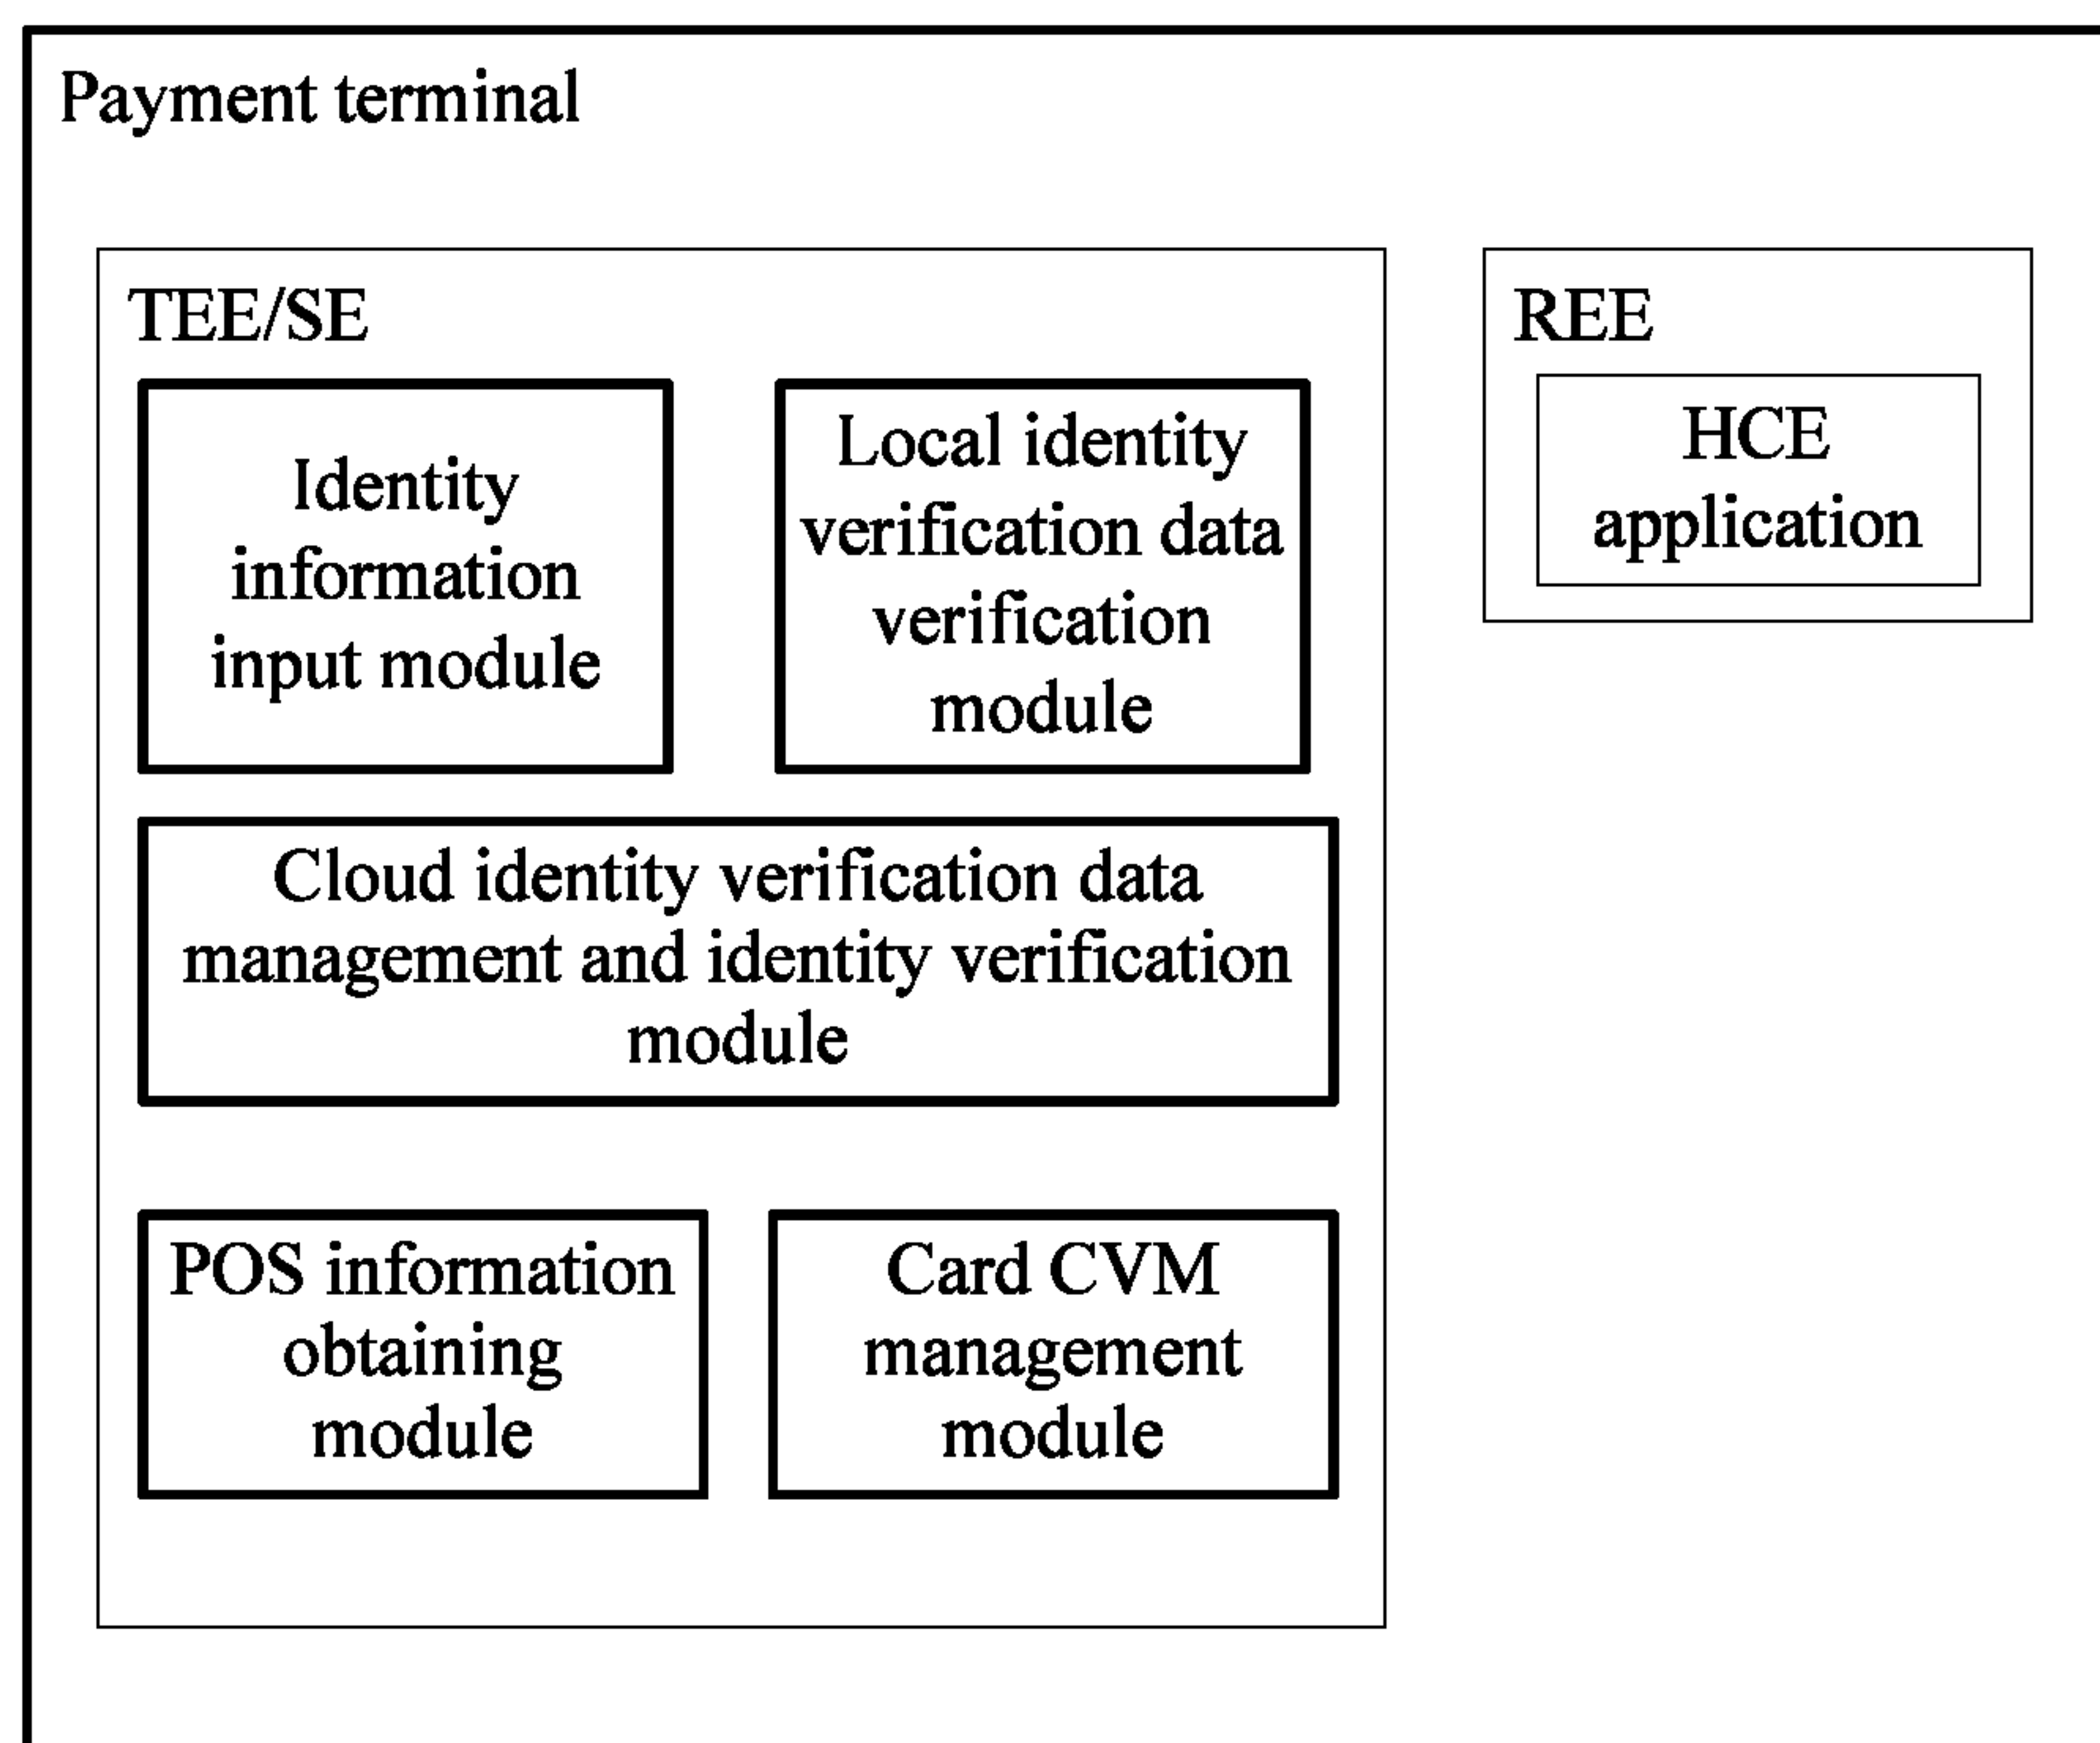 Payment terminal
TEE/SE
Identity
information
input module
Local identity
verification data
verification
module
Cloud identity verification data
management and identity verification
module
POS information
obtaining
module
Card CVM
management
module
REE
HCE
application